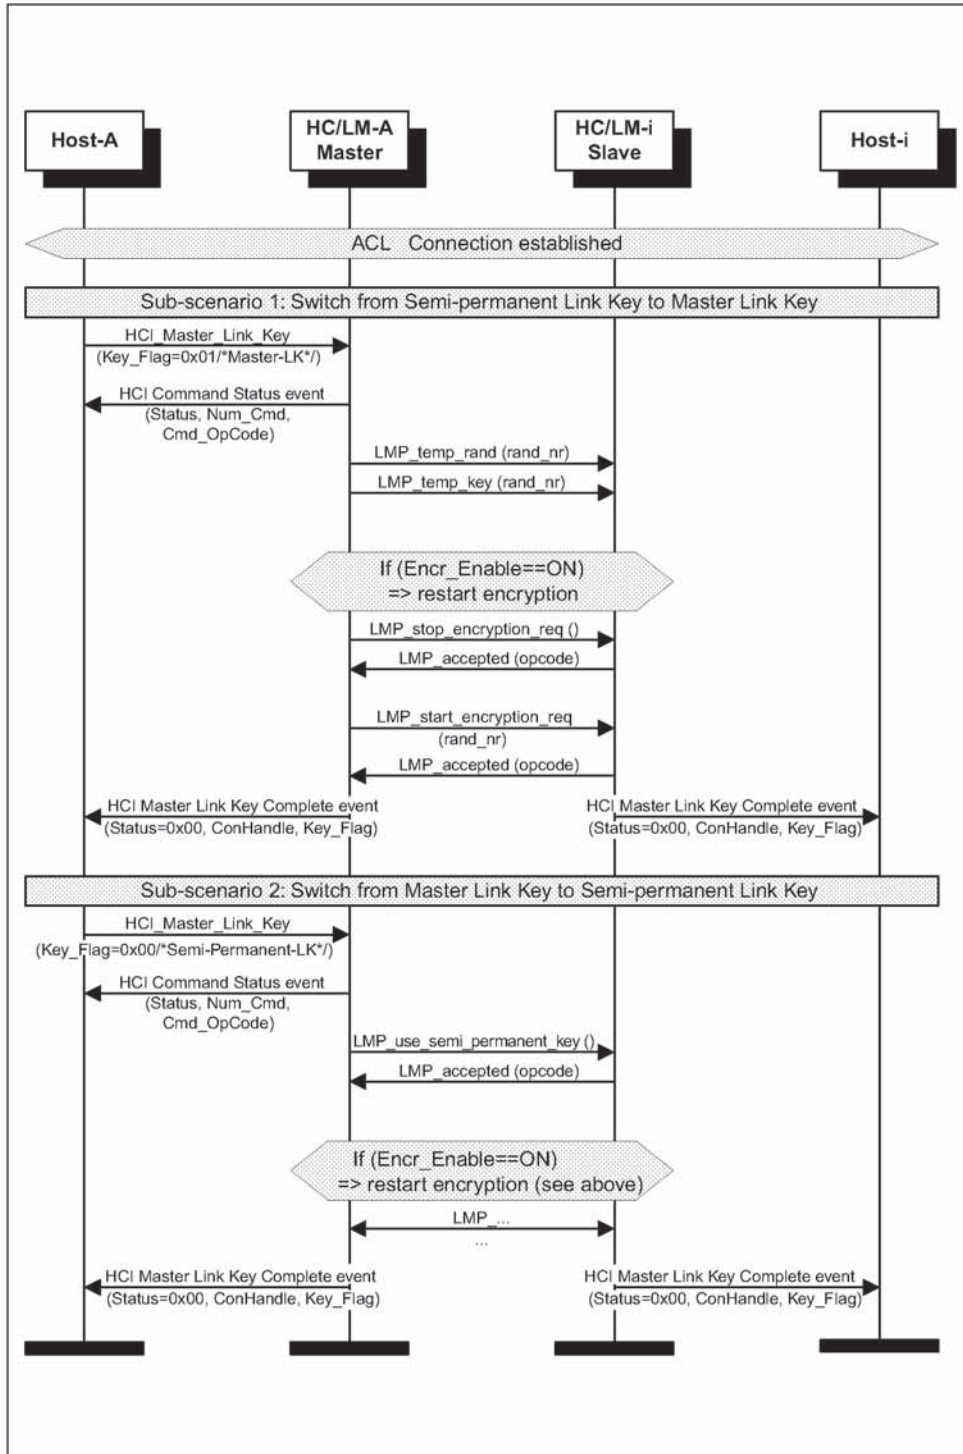 Host-A
HC/LM-A
Master
HC/LM-i
Slave
Host-i
ACL Connection established
Sub-scenario 1: Switch from Semi-permanent Link Key to Master Link Key
HCI_Master_Link_Key
(Key_Flag=0x01/*Master-LK*/)
HCI Command Status event
(Status, Num_Cmd,
Cmd_OpCode)
LMP_temp_rand (rand_nr)
LMP_temp_key (rand_nr)
If (Encr_Enable==ON)
=> restart encryption
LMP_stop_encryption_req ()
LMP_accepted (opcode)
LMP_start_encryption_req
(rand_nr)
LMP_accepted (opcode)
HCI Master Link Key Complete event
(Status=0x00, ConHandle, Key_Flag)
HCI Master Link Key Complete event
(Status=0x00, ConHandle, Key_Flag)
Sub-scenario 2: Switch from Master Link Key to Semi-permanent Link Key
HCI_Master_Link_Key
(Key_Flag=0x00/*Semi-Permanent-LK*/)
HCI Command Status event
(Status, Num_Cmd,
Cmd_OpCode)
LMP_use_semi_permanent_key ()
LMP_accepted (opcode)
If (Encr_Enable==ON)
=> restart encryption (see above)
LMP_...
...
HCI Master Link Key Complete event
(Status=0x00, ConHandle, Key_Flag)
HCI Master Link Key Complete event
(Status=0x00, ConHandle, Key_Flag)